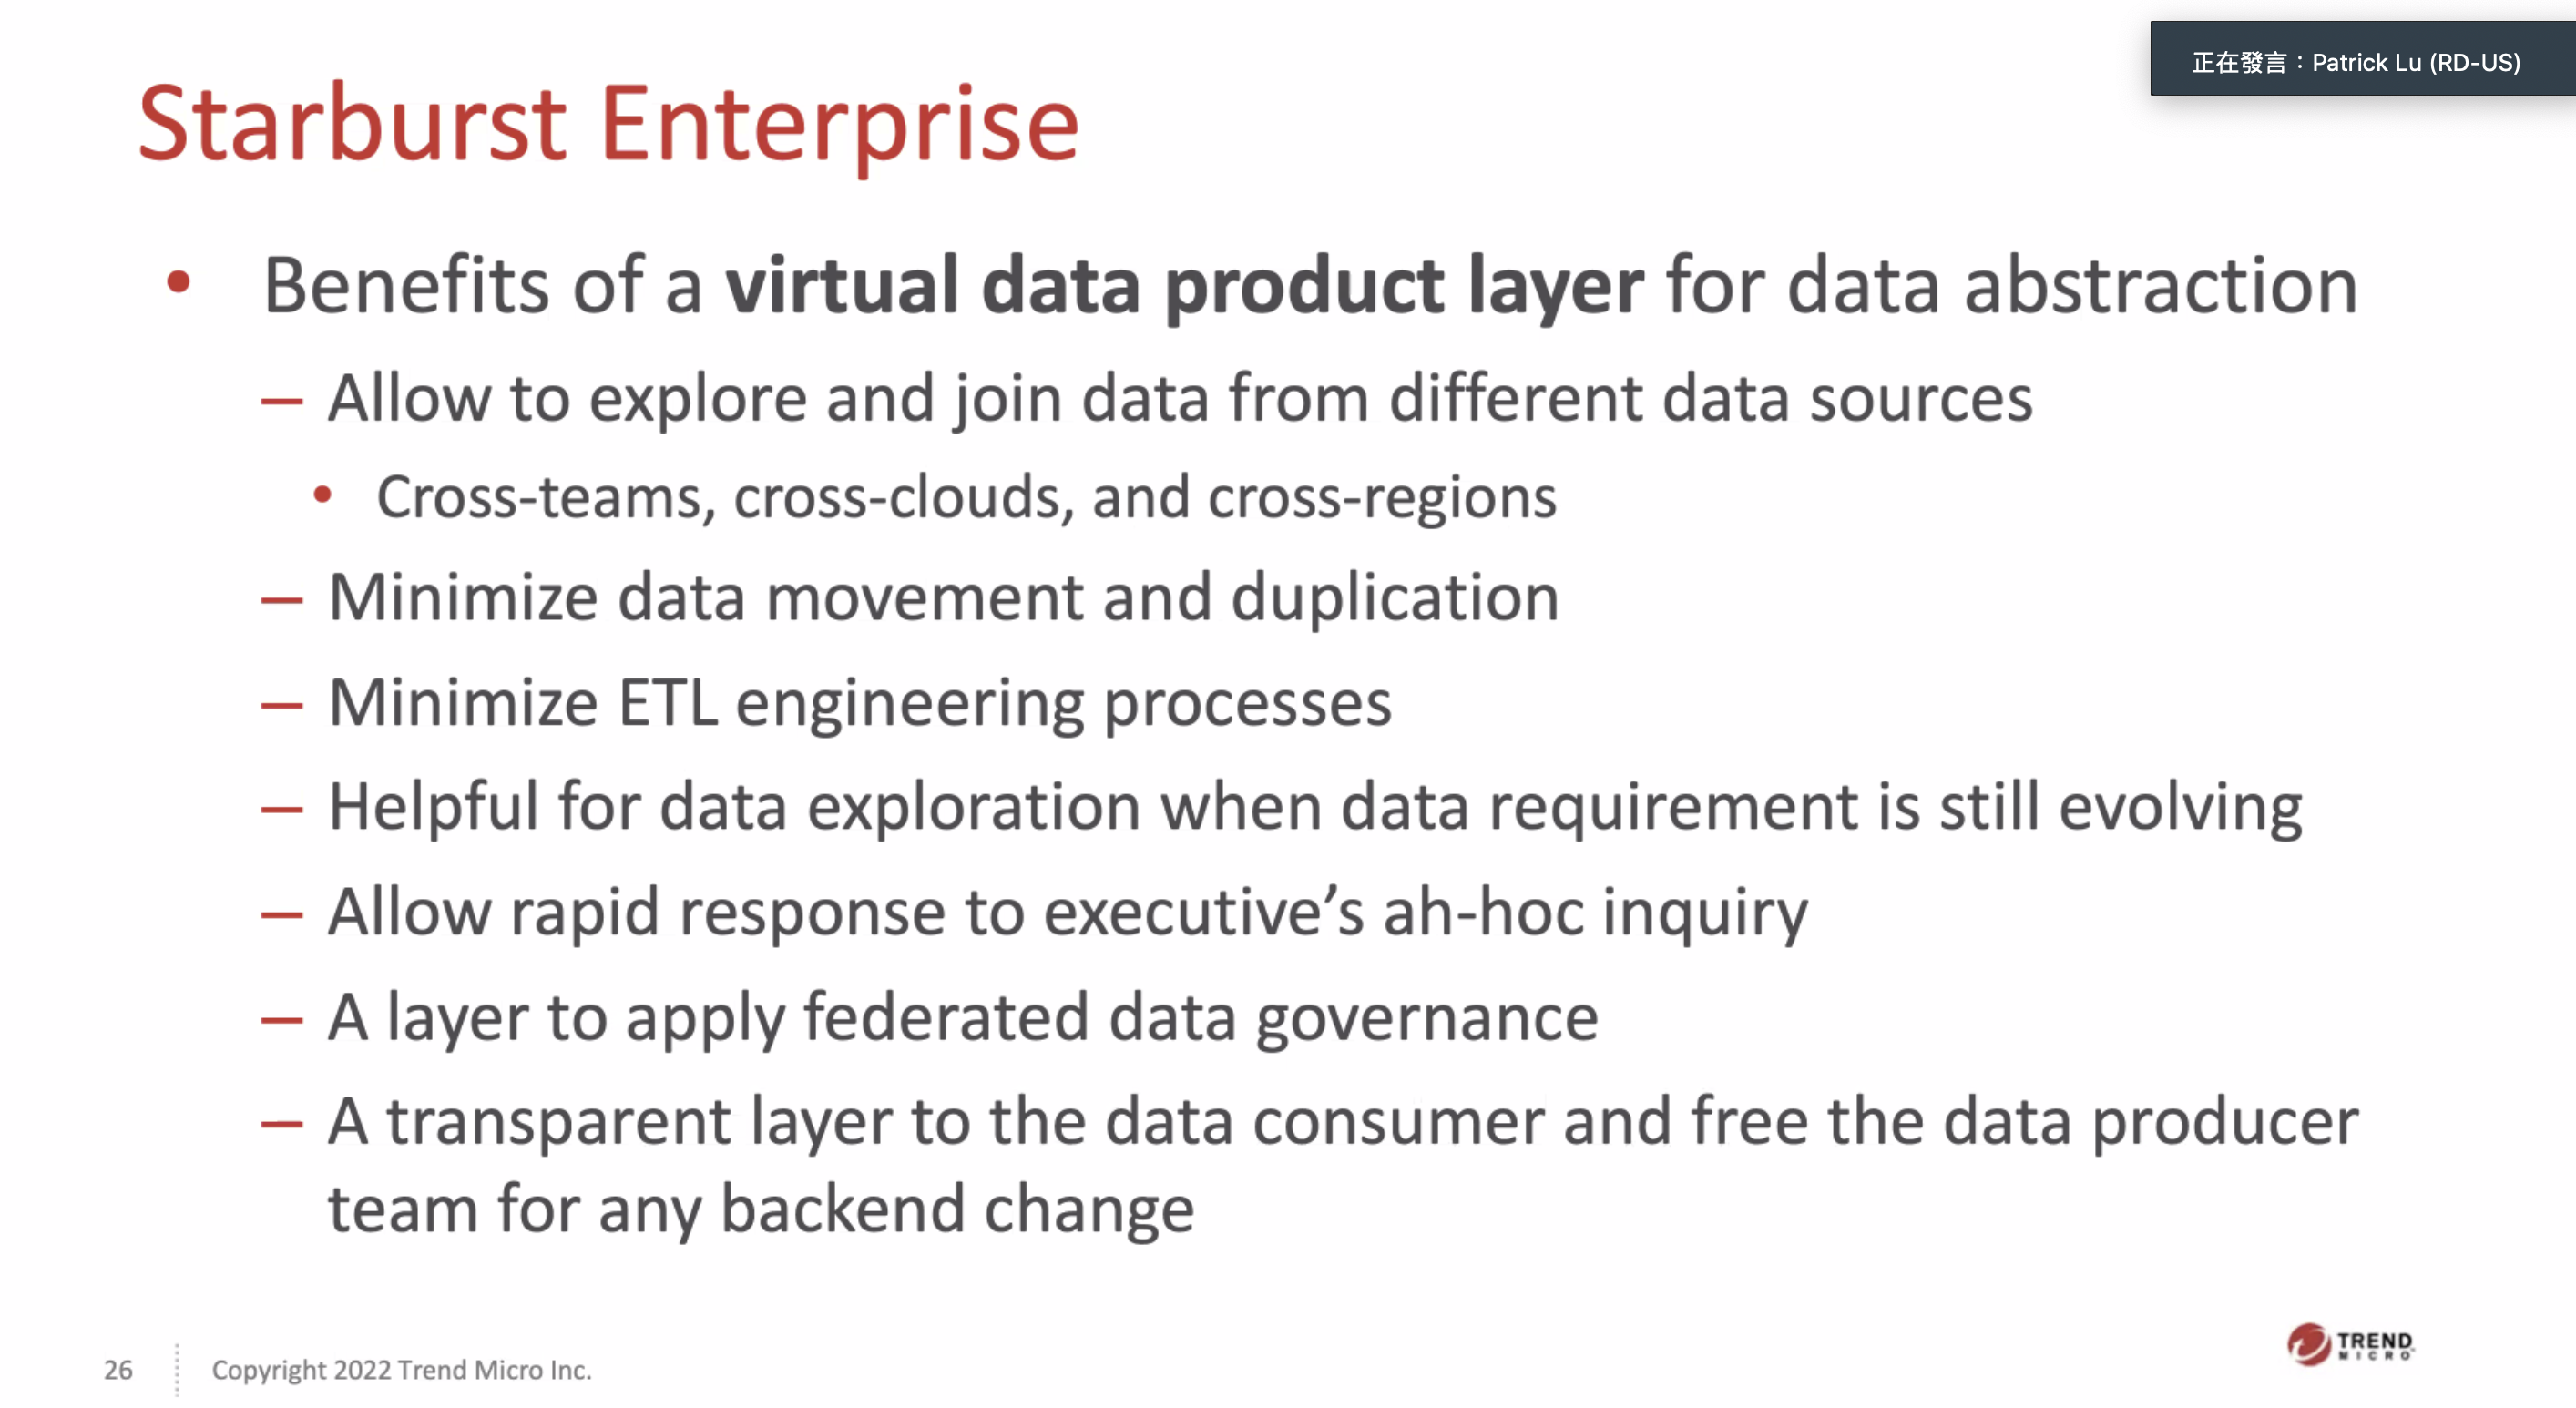 正在發言：Patrick Lu (RD-US)
Starburst Enterprise
• Benefits of a virtual data product layer for data abstraction
– Allow to explore and join data from different data sources
• Cross-teams, cross-clouds, and cross-regions
– Minimize data movement and duplication
– Minimize ETL engineering processes
– Helpful for data exploration when data requirement is still evolving
– Allow rapid response to executive’s ah-hoc inquiry
– A layer to apply federated data governance
– A transparent layer to the data consumer and free the data producer
team for any backend change
26
Copyright 2022 Trend Micro Inc.
TREND
MICRO